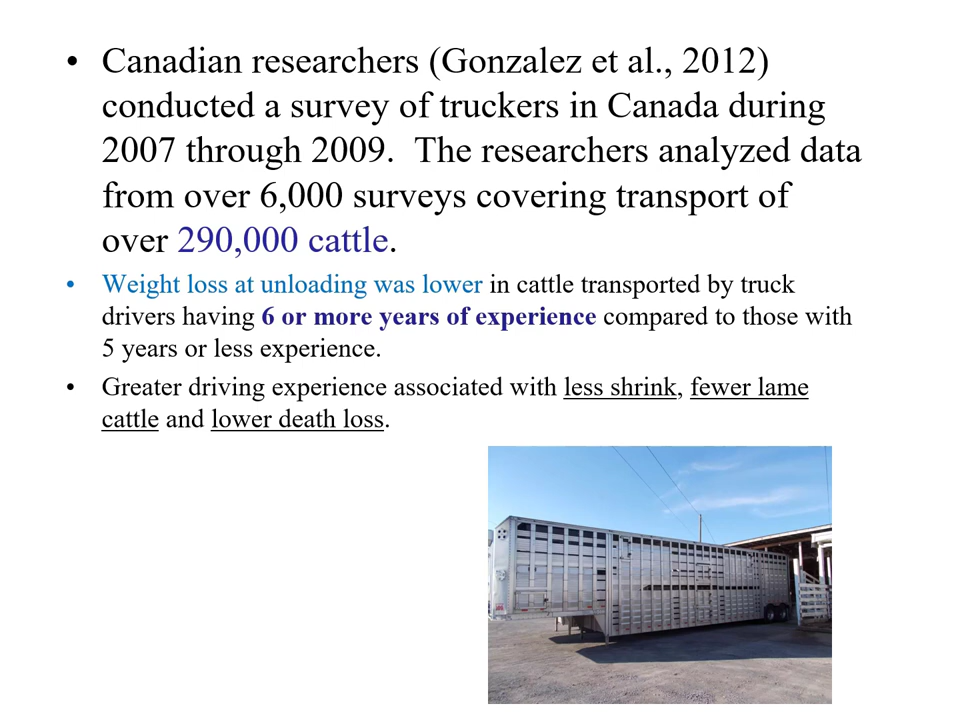 • Canadian researchers (Gonzalez et al., 2012)
conducted a survey of truckers in Canada during
2007 through 2009.  The researchers analyzed data
from over 6,000 surveys covering transport of
over 290,000 cattle.
• Weight loss at unloading was lower in cattle transported by truck
drivers having 6 or more years of experience compared to those with
5 years or less experience.
• Greater driving experience associated with less shrink, fewer lame
cattle and lower death loss.